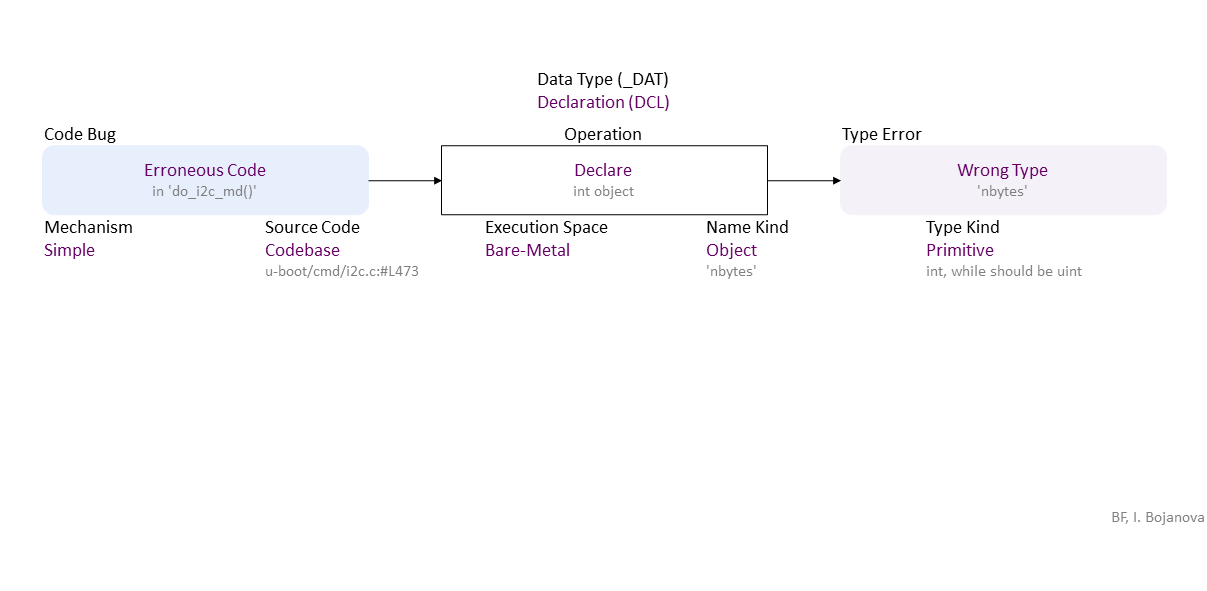 Data Type (_DAT)
Declaration (DCL)
Code Bug
Operation
Type Error
Erroneous Code
in 'do_i2c_md()'
Declare
int object
Wrong Type
'nbytes'
Mechanism
Simple
Source Code
Codebase
u-boot/cmd/i2c.c:#L473
Execution Space
Bare-Metal
Name Kind
Object
'nbytes'
Type Kind
Primitive
int, while should be uint
BF, I. Bojanova